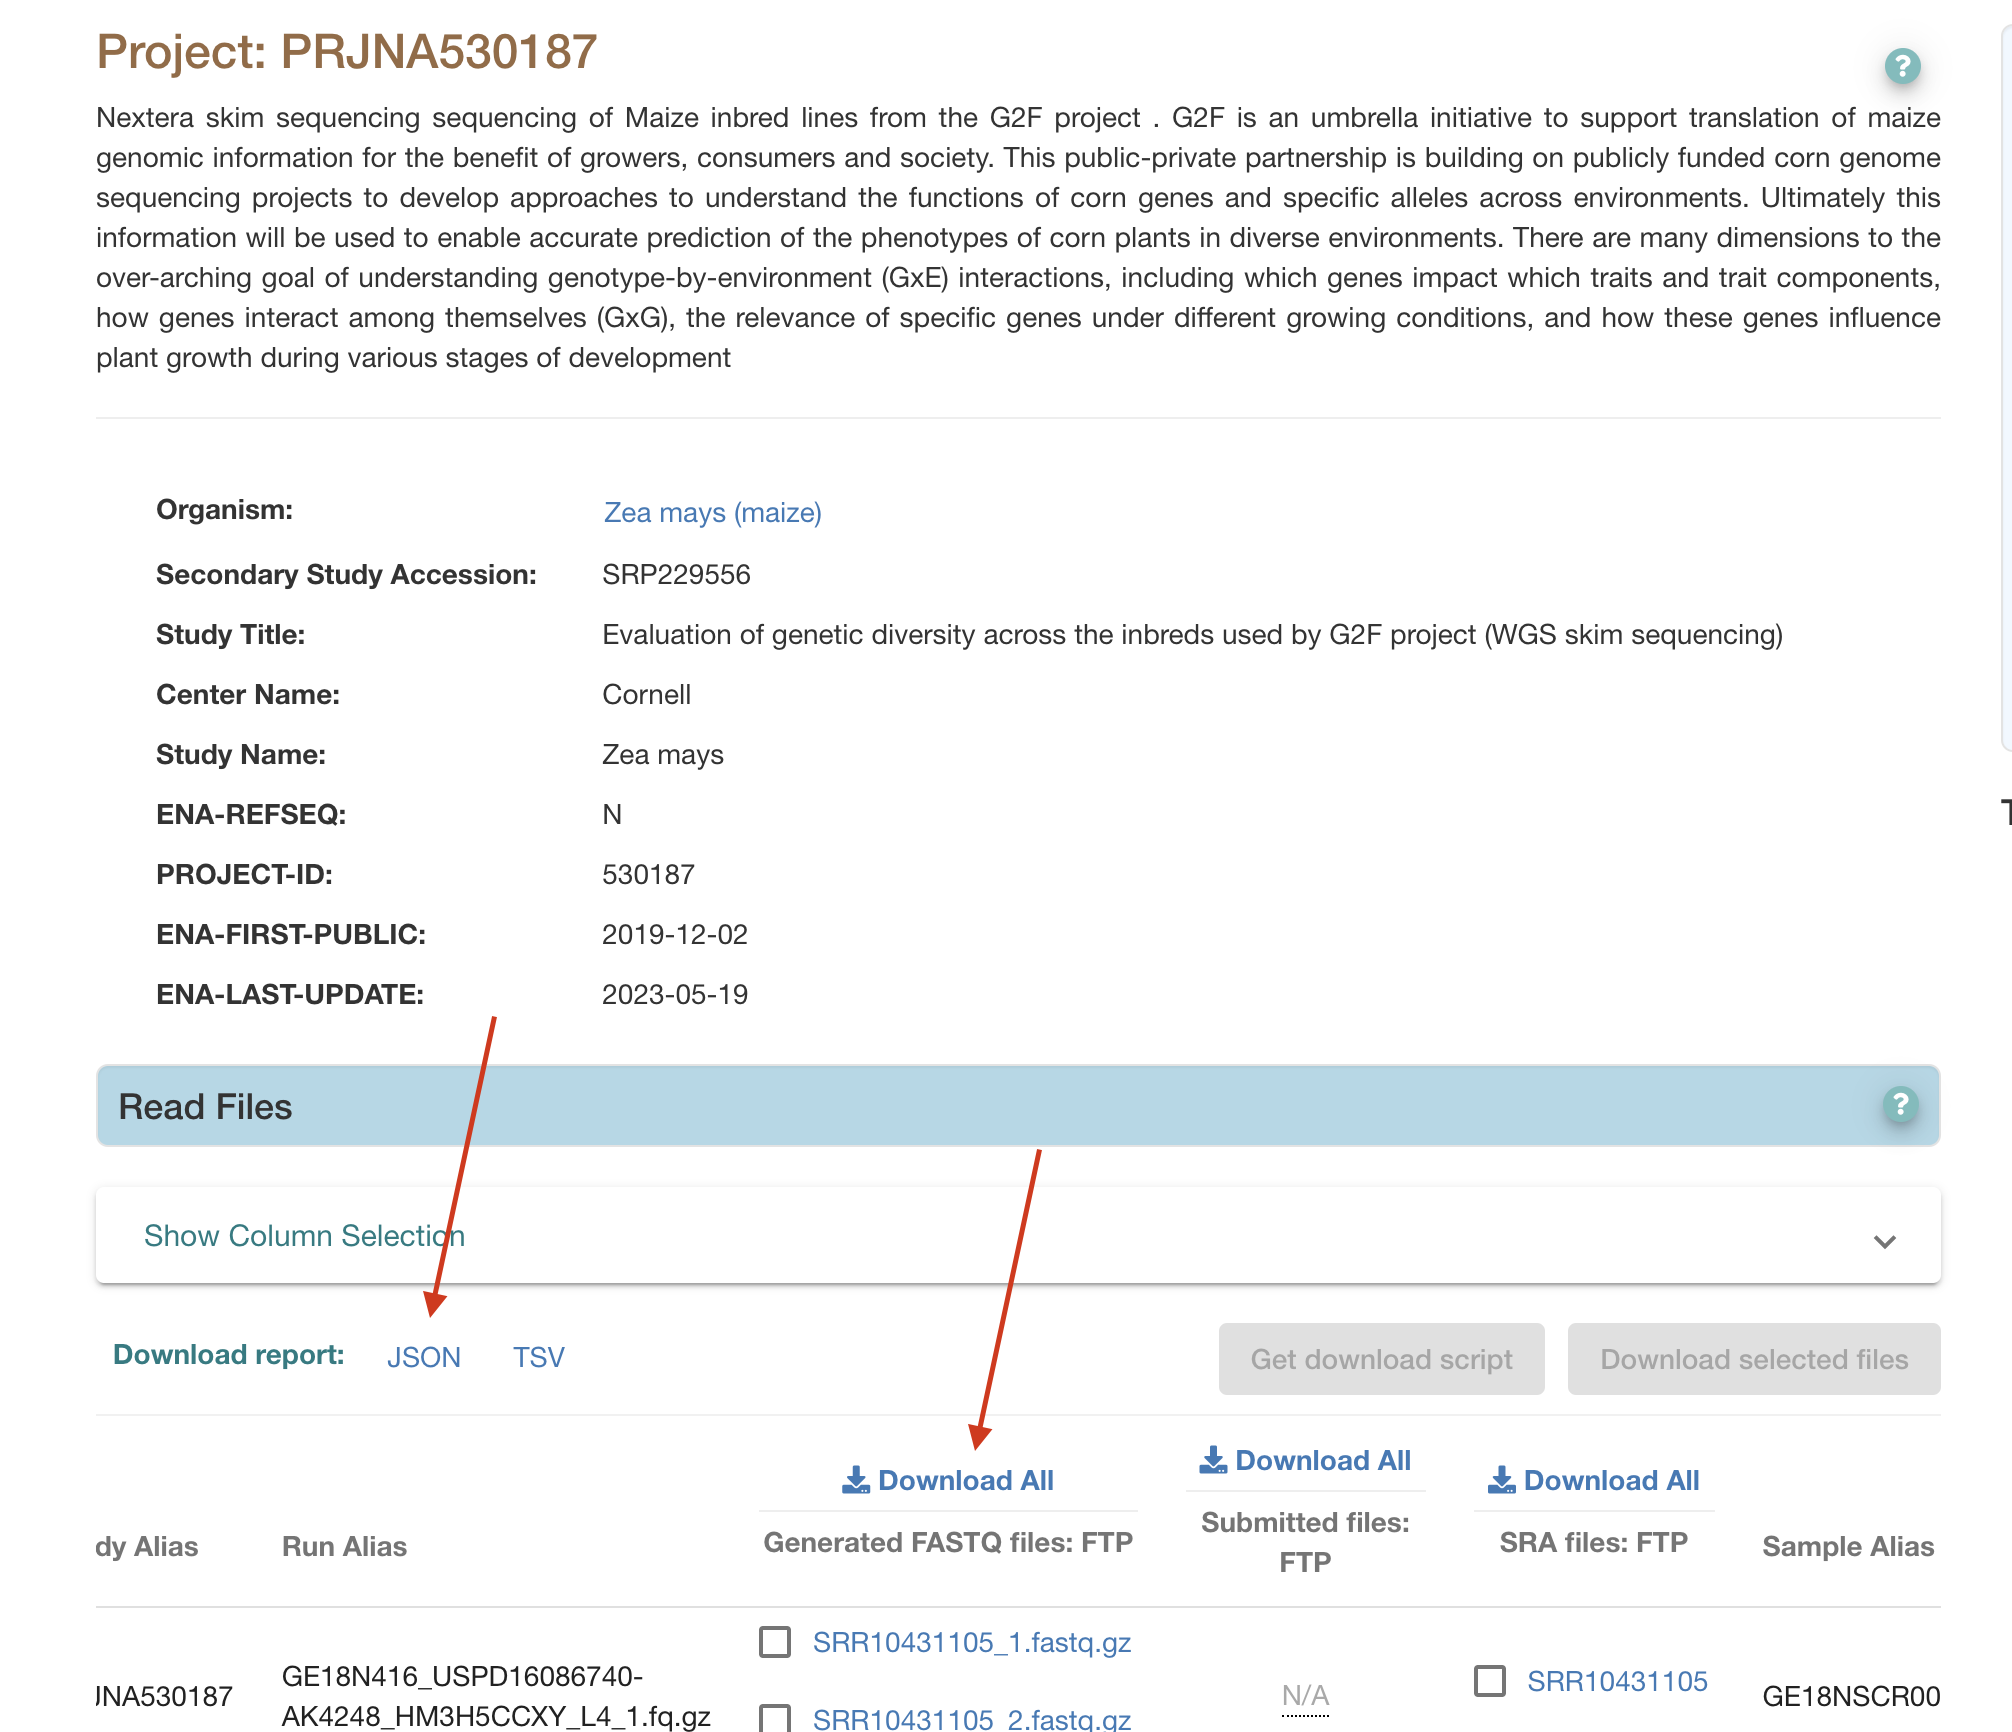 Project: PRJNA530187
?
Nextera skim sequencing sequencing of Maize inbred lines from the G2F project . G2F is an umbrella initiative to support translation of maize
genomic information for the benefit of growers, consumers and society. This public-private partnership is building on publicly funded corn genome
sequencing projects to develop approaches to understand the functions of corn genes and specific alleles across environments. Ultimately this
information will be used to enable accurate prediction of the phenotypes of corn plants in diverse environments. There are many dimensions to the
over-arching goal of understanding genotype-by-environment (GxE) interactions, including which genes impact which traits and trait components,
how genes interact among themselves (GxG), the relevance of specific genes under different growing conditions, and how these genes influence
plant growth during various stages of development
Organism: Zea mays (maize)
Secondary Study Accession: SRP229556
Study Title: Evaluation of genetic diversity across the inbreds used by G2F project (WGS skim sequencing)
Center Name: Cornell
Study Name: Zea mays
ENA-REFSEQ: N
PROJECT-ID: 530187
ENA-FIRST-PUBLIC: 2019-12-02
ENA-LAST-UPDATE: 2023-05-19
Read Files ?
Show Column Selection
Download report: JSON TSV Get download script Download selected files
Download All Download All Download All
dy Alias Run Alias Generated FASTQ files: FTP Submitted files: SRA files: FTP Sample Alias
FTP
SRR10431105_1.fastq.gz
JNA530187 GE18N416_USPD16086740- N/A SRR10431105 GE18NSCR00
AK4248_HM3H5CCXY_L4_1.fq.gz SRR10431105_2.fastq.gz